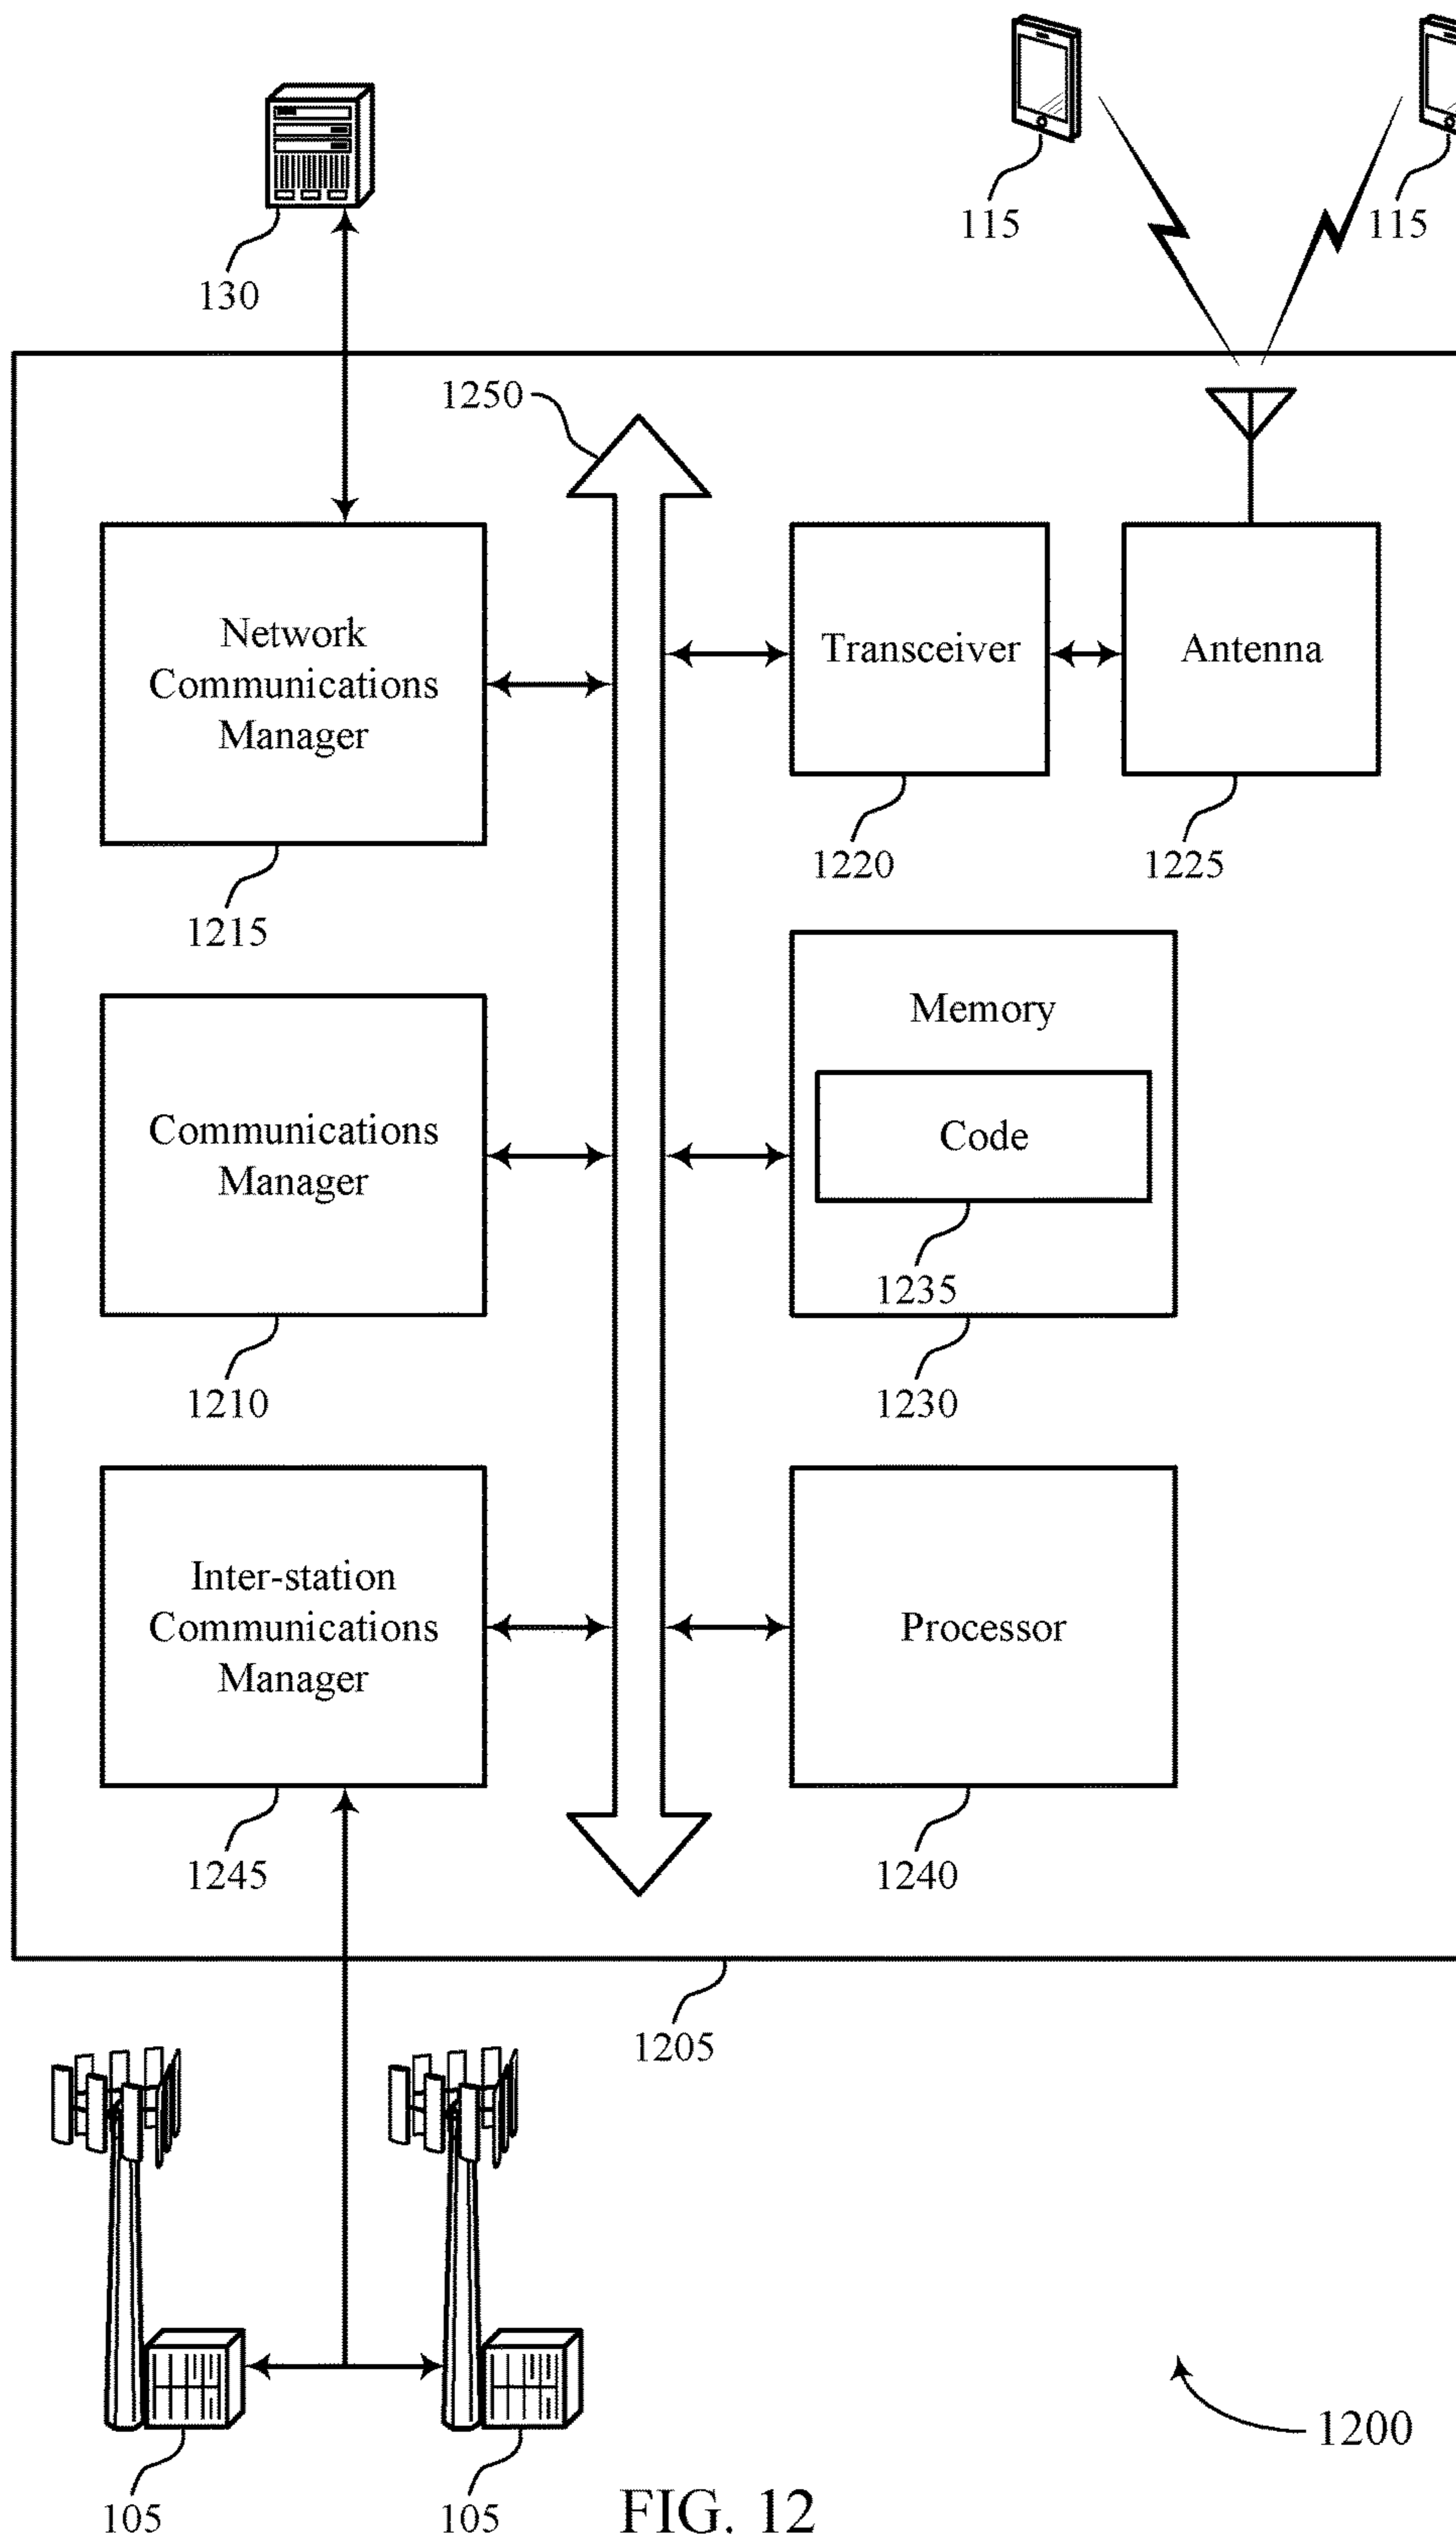 115
115
130
1250
Network
Communications
Manager
Transceiver
Antenna
1220
1225
1215
Memory
Code
1235
Communications
Manager
1210
1230
Inter-station
Communications
Manager
Processor
1245
1240
1205
1200
105
105
FIG. 12